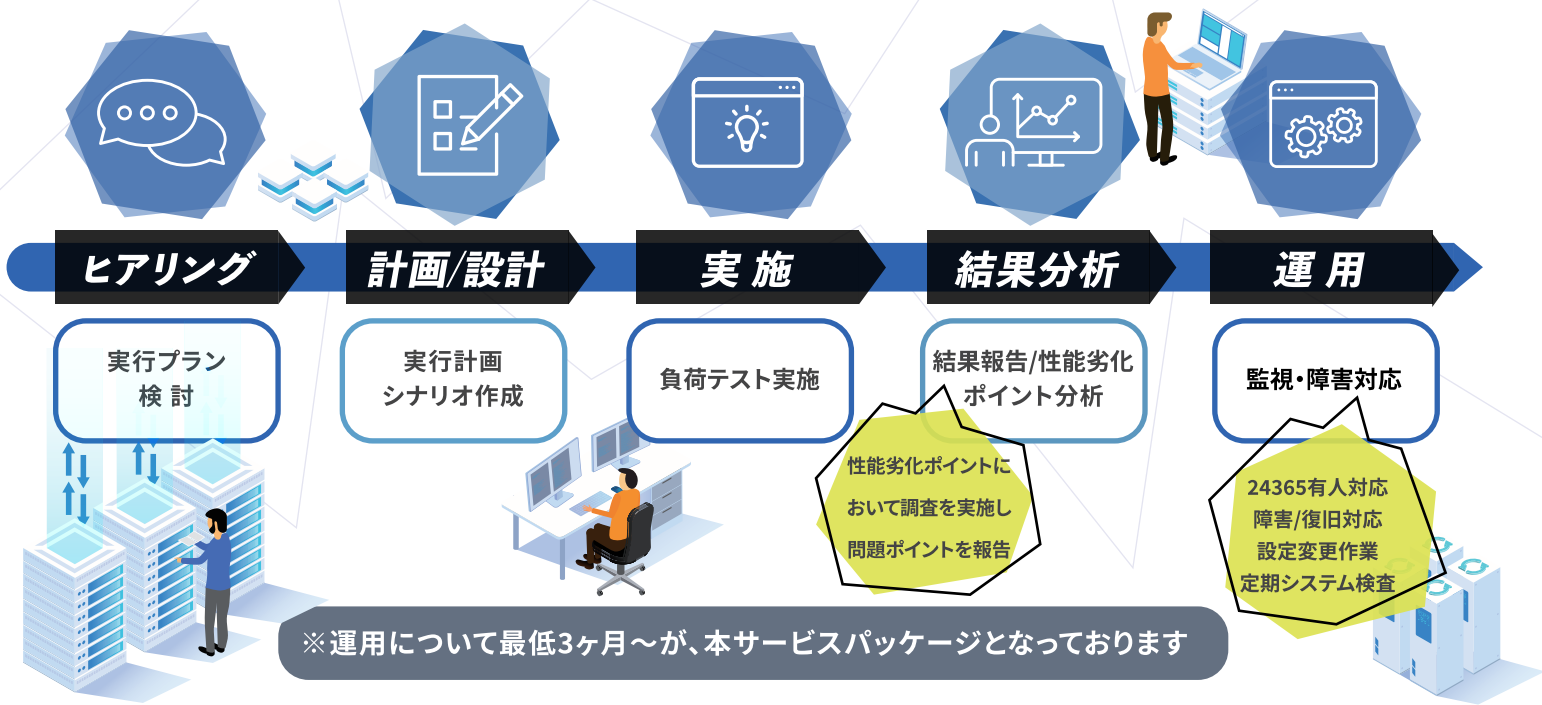 ヒアリング
計画/設計
実 施
結果分析
運 用
実行プラン
検 討
実行計画
シナリオ作成
負荷テスト実施
結果報告/性能劣化
ポイント分析
監視・障害対応
性能劣化ポイントに
おいて調査を実施し
問題ポイントを報告
24365有人対応
障害/復旧対応
設定変更作業
定期システム検査
※運用について最低3ヶ月～が、本サービスパッケージとなっております